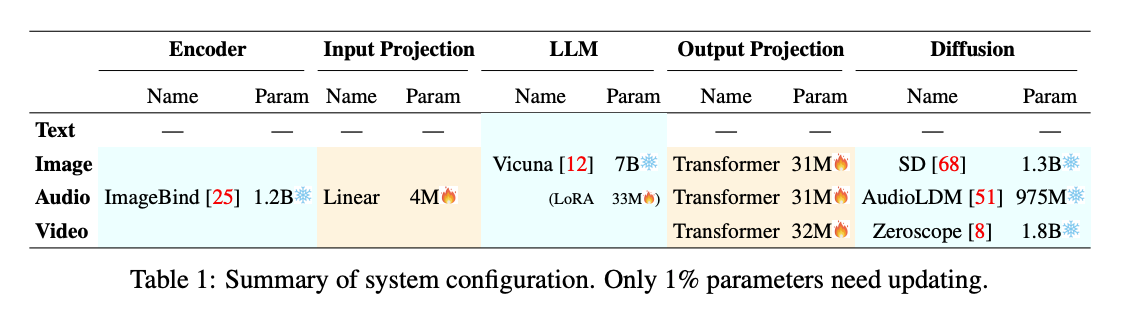 Encoder Input Projection LLM Output Projection Diffusion
Name Param Name Param Name Param Name Param Name Param
Text — — — — — — — —
Image Vicuna [12] 7B❄️ Transformer 31M🔥 SD [68] 1.3B❄️
Audio ImageBind [25] 1.2B❄️ Linear 4M🔥 (LoRA 33M🔥) Transformer 31M🔥 AudioLDM [51] 975M❄️
Video Transformer 32M🔥 Zeroscope [8] 1.8B❄️
Table 1: Summary of system configuration. Only 1% parameters need updating.